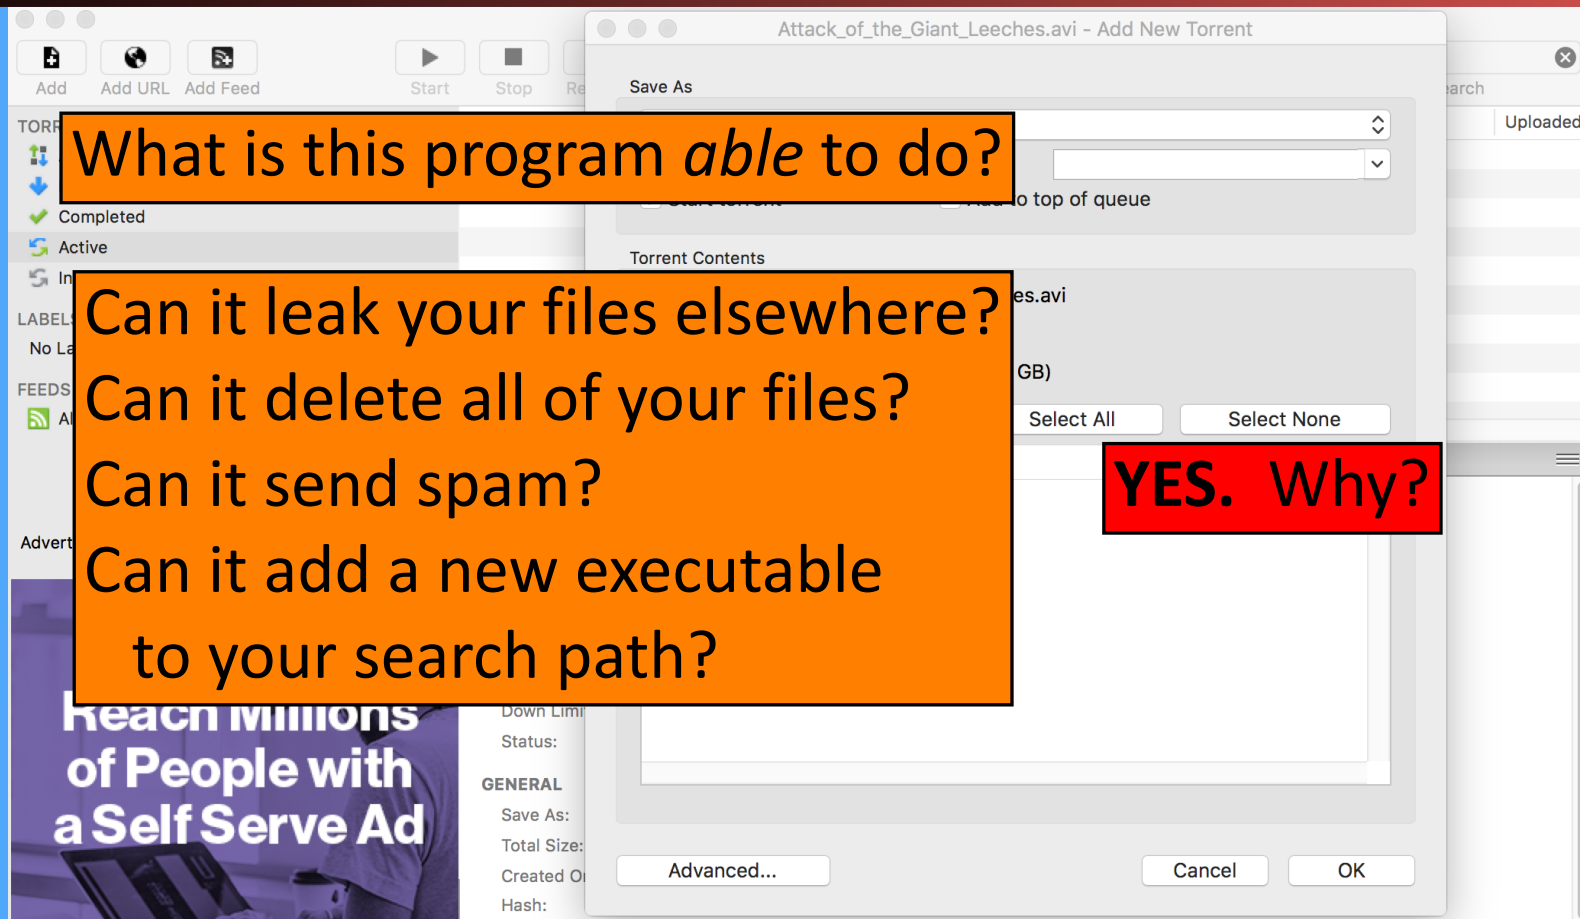 Attack_of_the_Giant_Leeches.avi - Add New Torrent
Add
Add URL
Add Feed
Start
Stop
Save As
Uploaded
What is this program able to do?
to top of queue
Completed
Active
Torrent Contents
es.avi
Can it leak your files elsewhere?
GB)
FEEDS
Can it delete all of your files?
Select All
Select None
Can it send spam?
YES. Why?
Can it add a new executable
to your search path?
Reach Millions
of People with
a Self Serve Ad
Status:
GENERAL
Save As:
Total Size:
Hash:
Advanced...
Cancel
OK